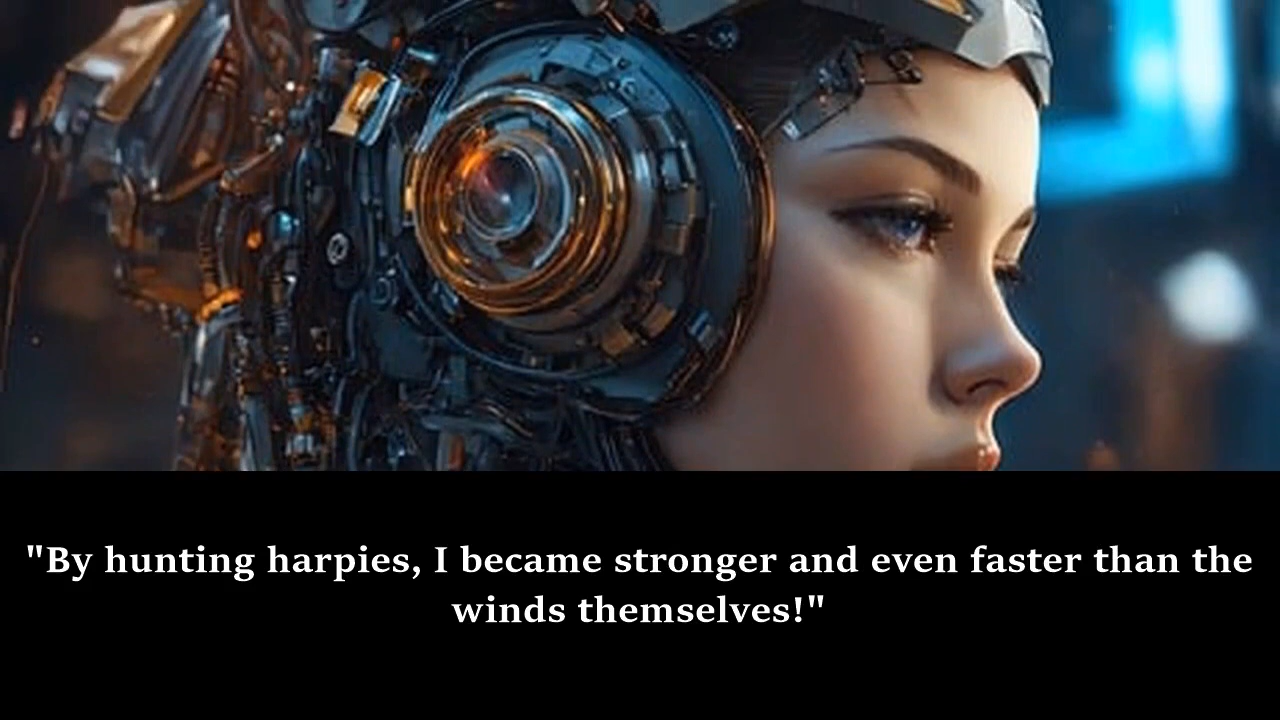 "By hunting harpies, I became stronger and even faster than the
winds themselves!"